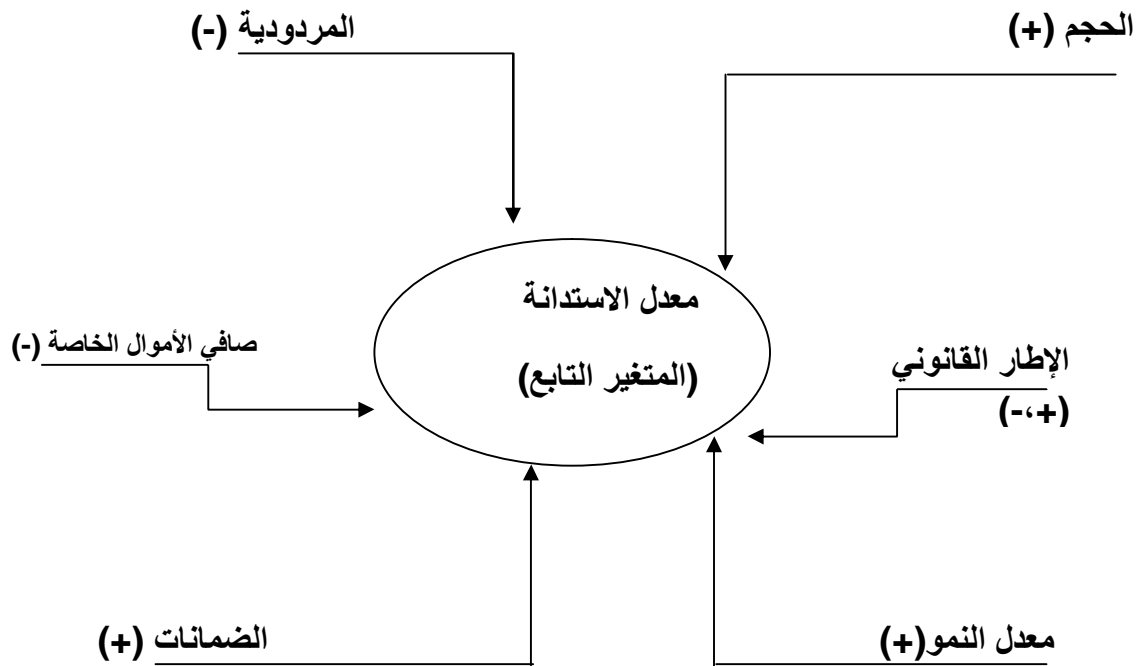 الحجم (+)
المردودية (-)
معدل الاستدانة
(المتغير التابع)
الإطار القانوني
(+،-)
صافي الأموال الخاصة (-)
معدل النمو(+)
الضمانات (+)